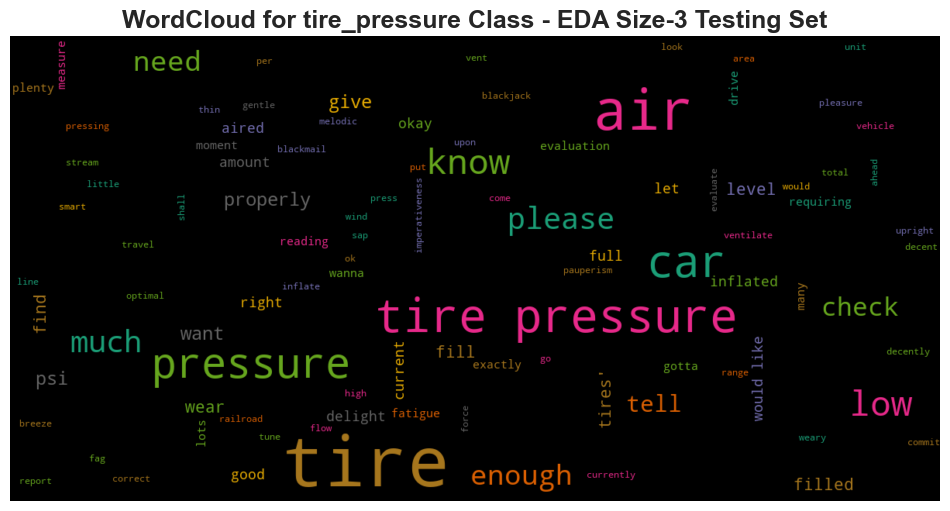 WordCloud for tire_pressure Class - EDA Size-3 Testing Set
look
unit
measure
need
per
vent
area
plenty
drive
give
blackjack
air
thin
gentle
pleasure
pressing
aired
melodic
okay
vehicle
moment
blackmail
upon
evaluation
know
stream
amount
put
total
ahead
little
shall
properly
press
imperativeness
come
let
evaluate
level
would
requiring
smart
wind
please
travel
reading
sap
ventilate
upright
decent
ok
wanna
full
pauperism
car
inflated
line
optimal
inflate
find
right
tire pressure
many
check
much
want
pressure
current
fill
exactly
go
gotta
would like
decently
psi
high
tires'
range
wear
railroad
delight
fatigue
force
tell
low
breeze
lots
flow
tune
weary
commit
fag
tire
report
correct
good
enough
currently
filled